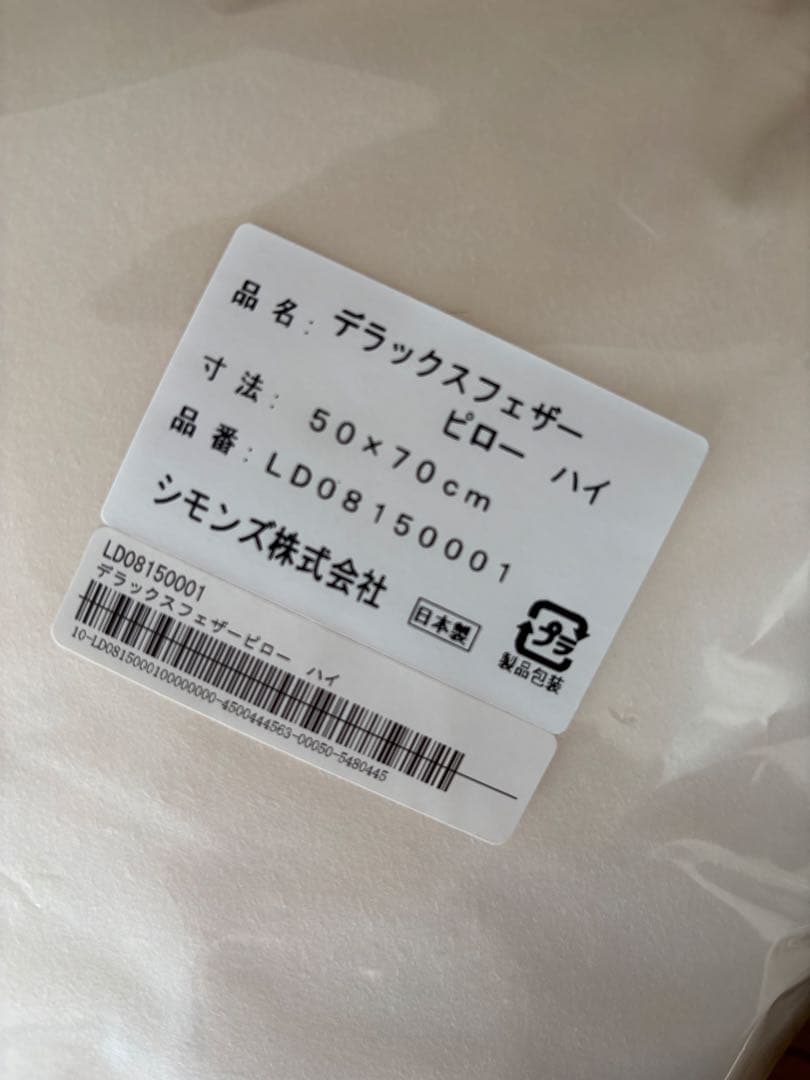 品名:デラックスフェザー
ピロー ハイ
寸法: 50×70cm
品番:LD08150001
シモンズ株式会社
日本製
プラ
製品包装
LD08150001
デラックスフェザーピロー ハイ
10-LD0815000100000000-4500444563-00050-5480445